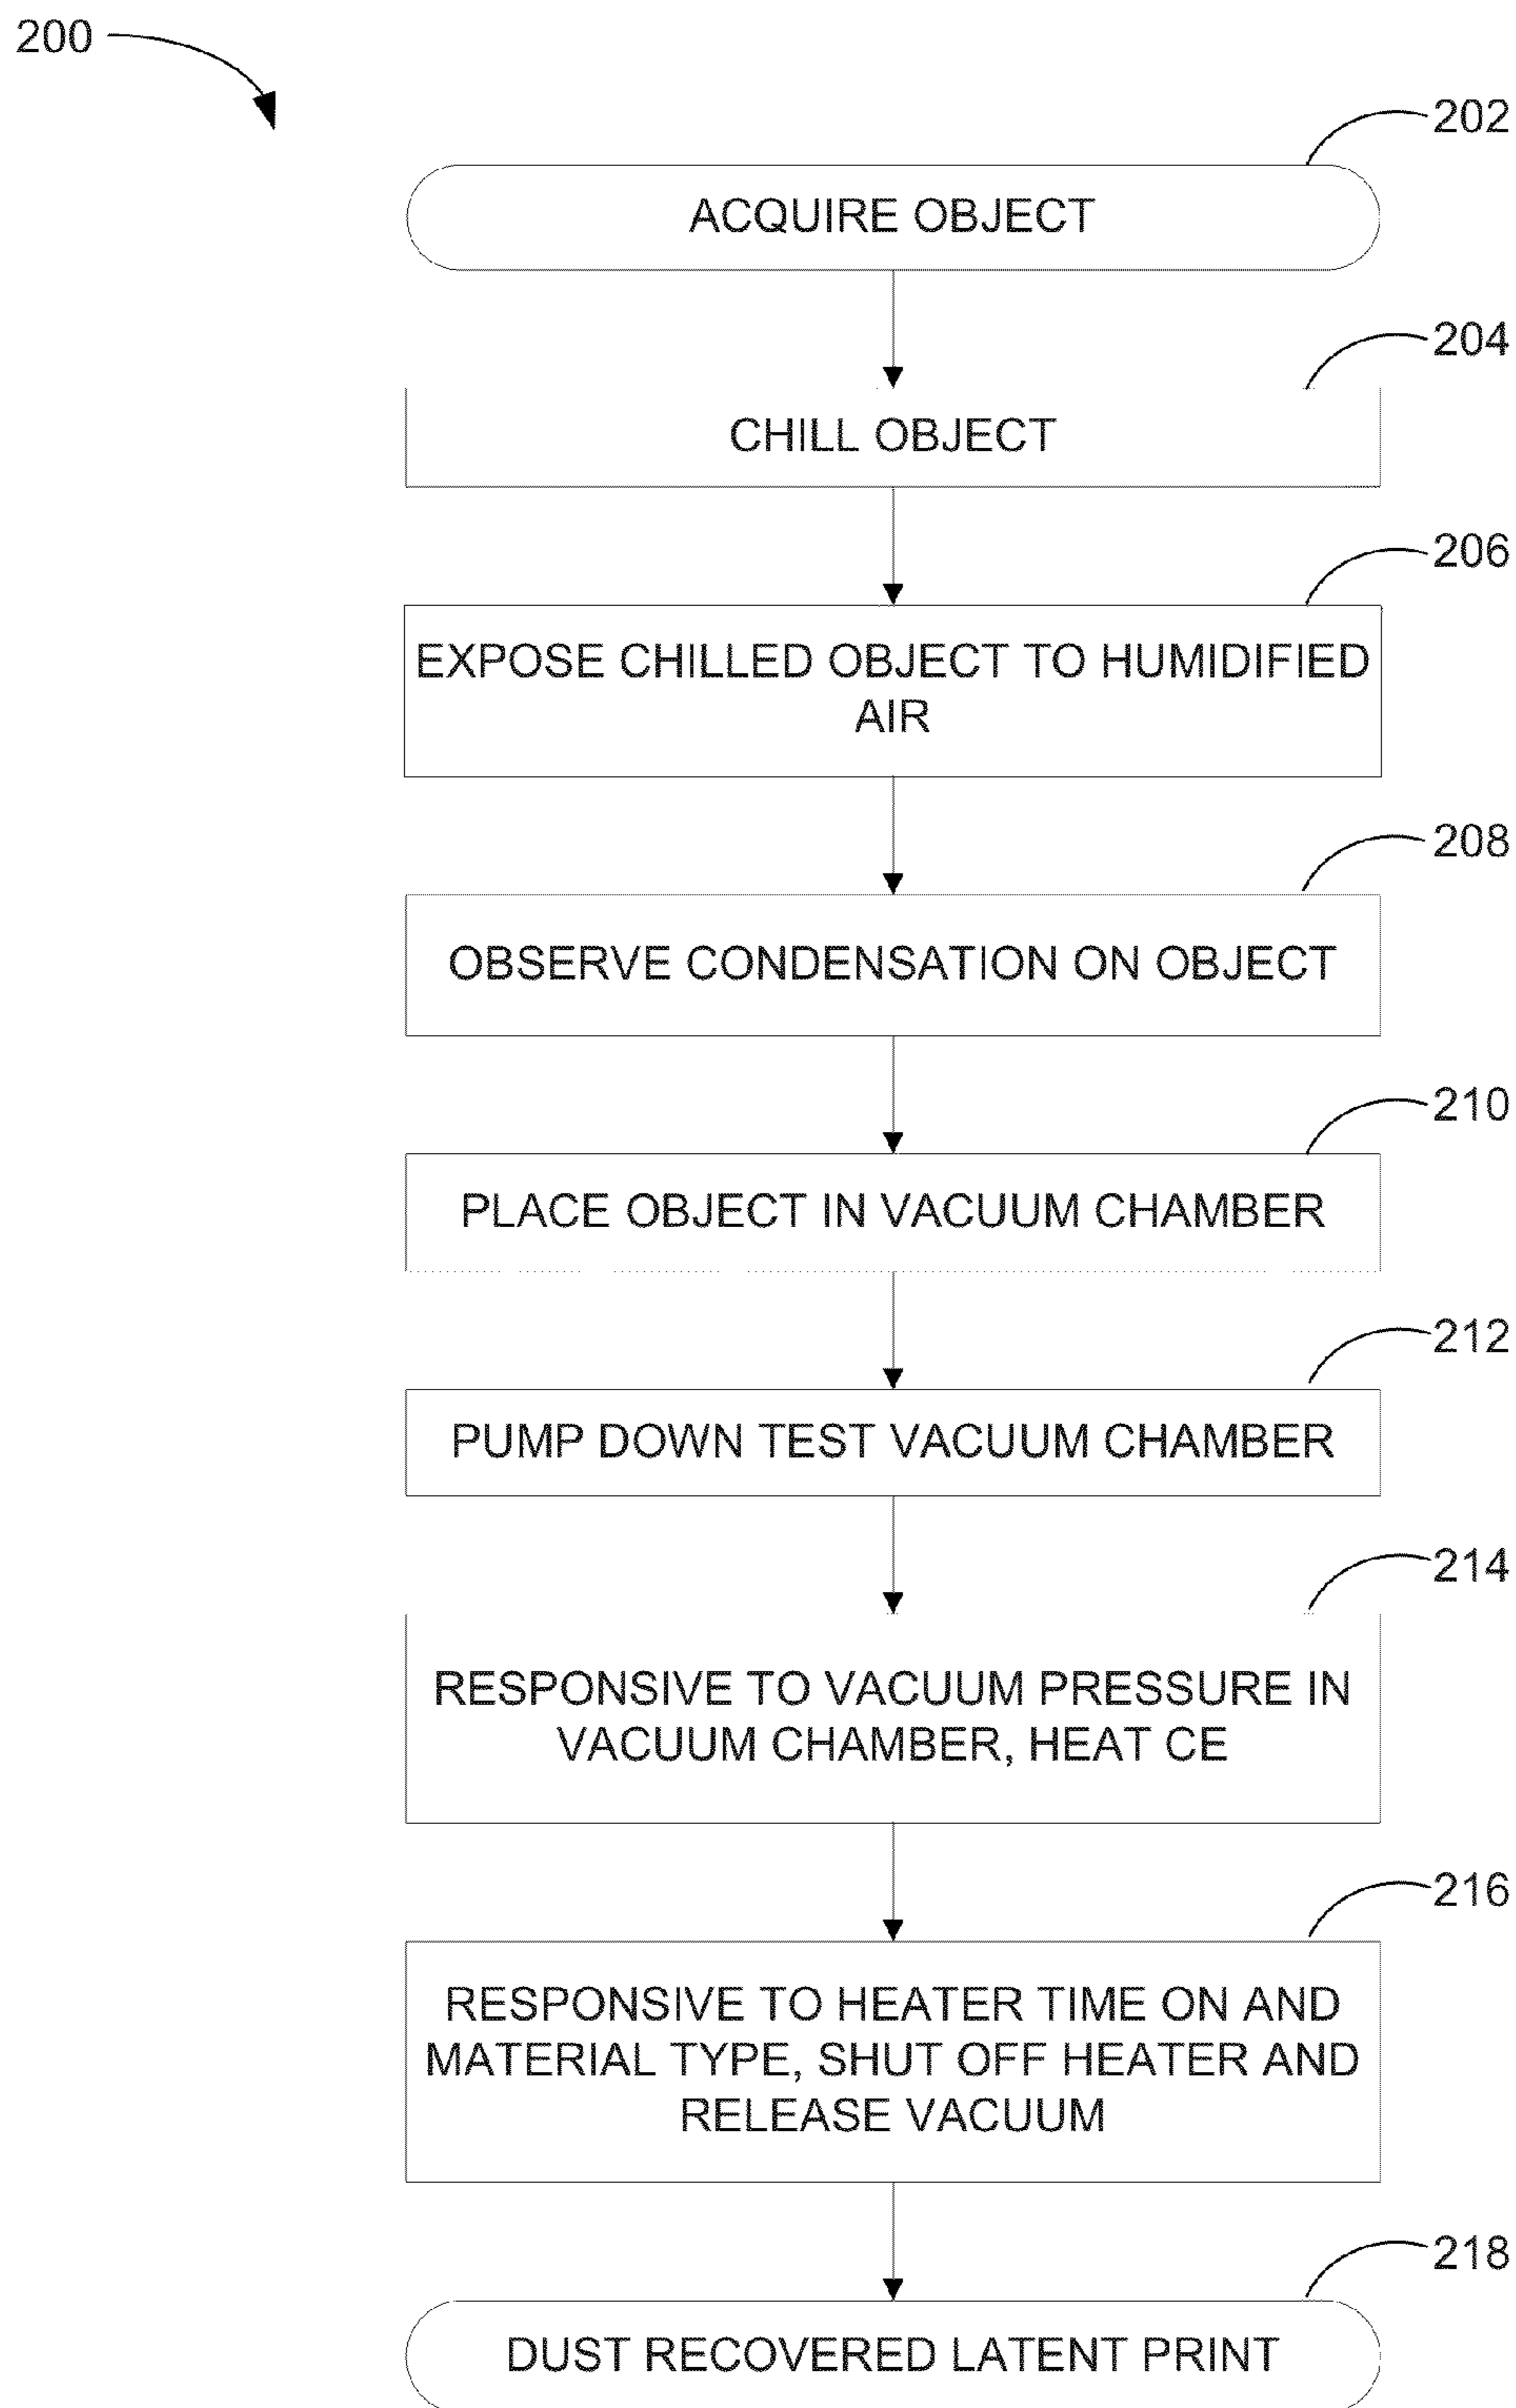 200
202
ACQUIRE OBJECT
204
CHILL OBJECT
206
EXPOSE CHILLED OBJECT TO HUMIDIFIED
AIR
208
OBSERVE CONDENSATION ON OBJECT
210
PLACE OBJECT IN VACUUM CHAMBER
212
PUMP DOWN TEST VACUUM CHAMBER
214
RESPONSIVE TO VACUUM PRESSURE IN
VACUUM CHAMBER, HEAT CE
216
RESPONSIVE TO HEATER TIME ON AND
MATERIAL TYPE, SHUT OFF HEATER AND
RELEASE VACUUM
218
DUST RECOVERED LATENT PRINT